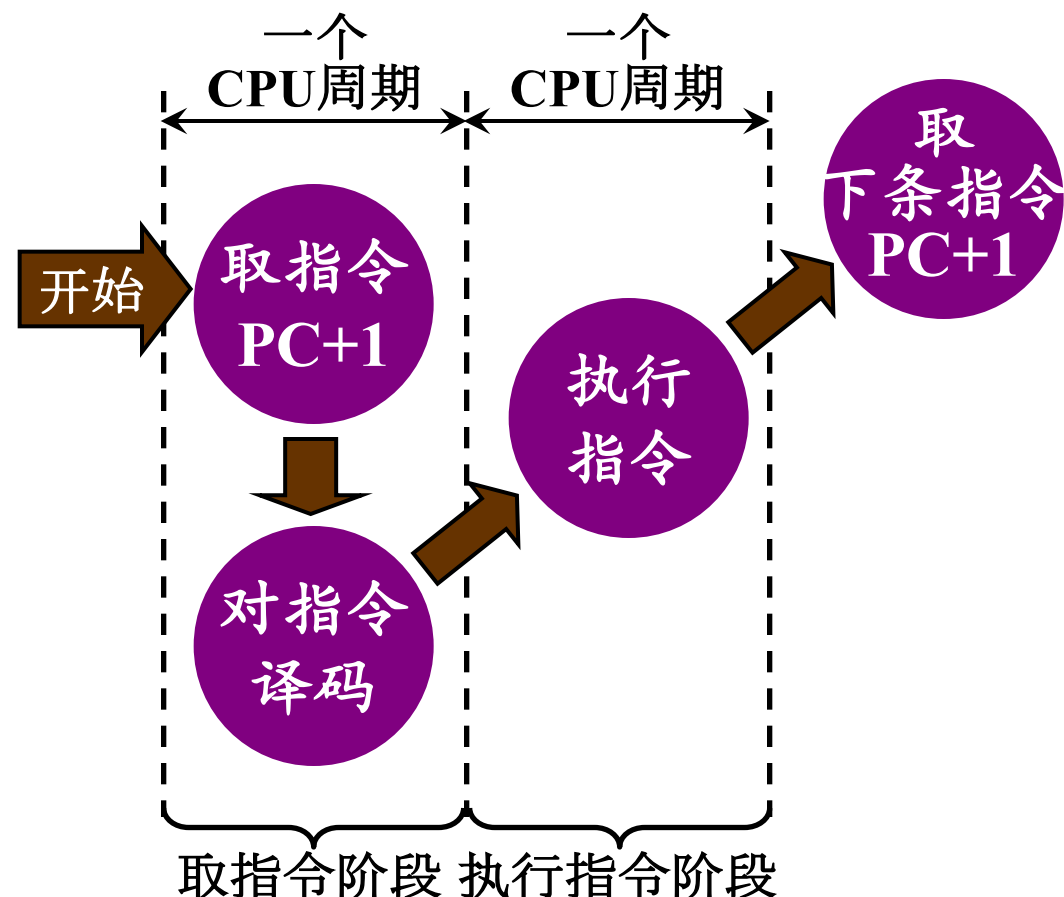 一个
CPU周期
一个
CPU周期
开始
取指令
PC+1
对指令
译码
执行
指令
取
下条指令
PC+1
取指令阶段
执行指令阶段